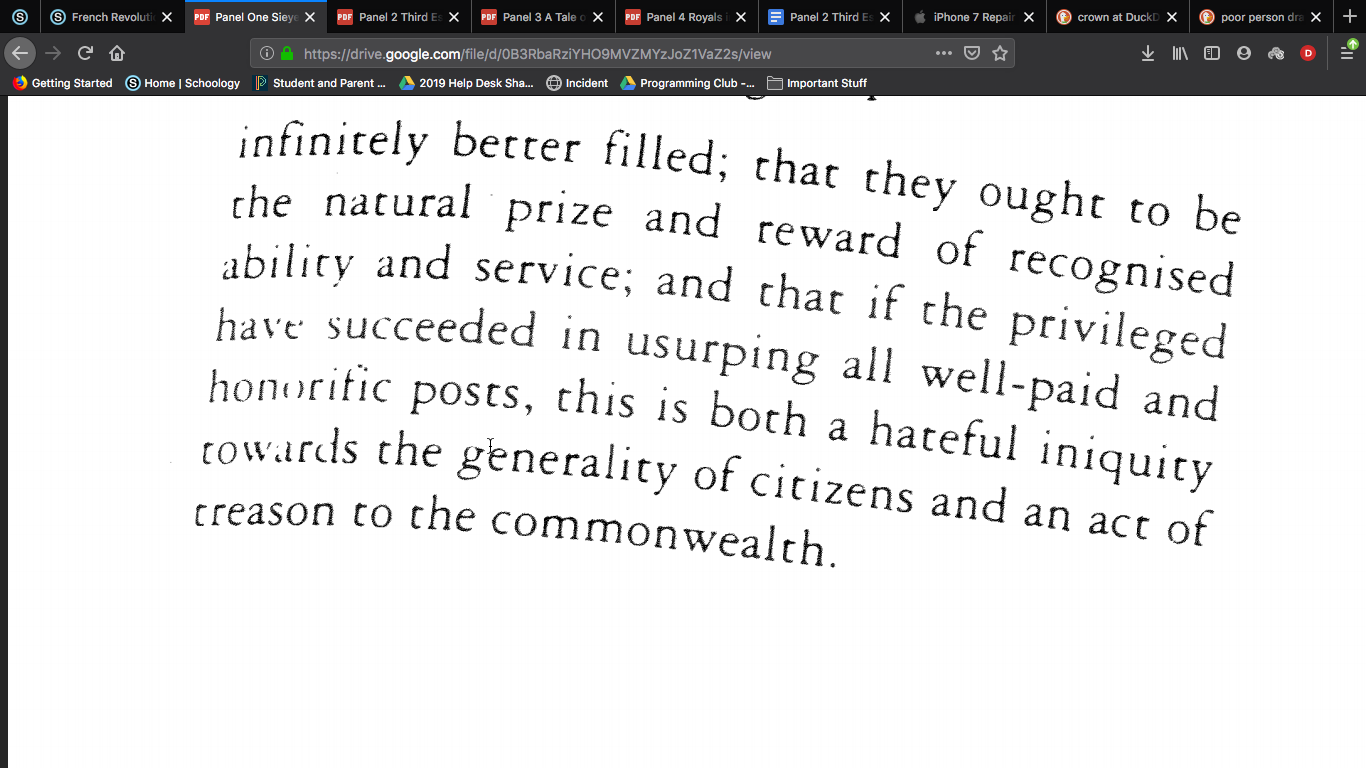 French Revoluti
Panel One Sieye
Panel 2 Third Es
Panel 3 A Tale o
Panel 4 Royals i
Panel 2 Third Es
iPhone 7 Repair
crown at DuckD
poor person dra
https://drive.google.com/file/d/0B3RbaRziYHO9MVZMYzJoZ1VaZ2s/view
Getting Started
Home | Schoology
Student and Parent ...
2019 Help Desk Sha...
Incident
Programming Club -...
Important Stuff
infinitely better filled; that they ought to be
the natural prize and reward of recognised
ability and service; and that if the privileged
have succeeded in usurping all well-paid and
honorific posts, this is both a hateful iniquity
towards the generality of citizens and an act of
treason to the commonwealth.